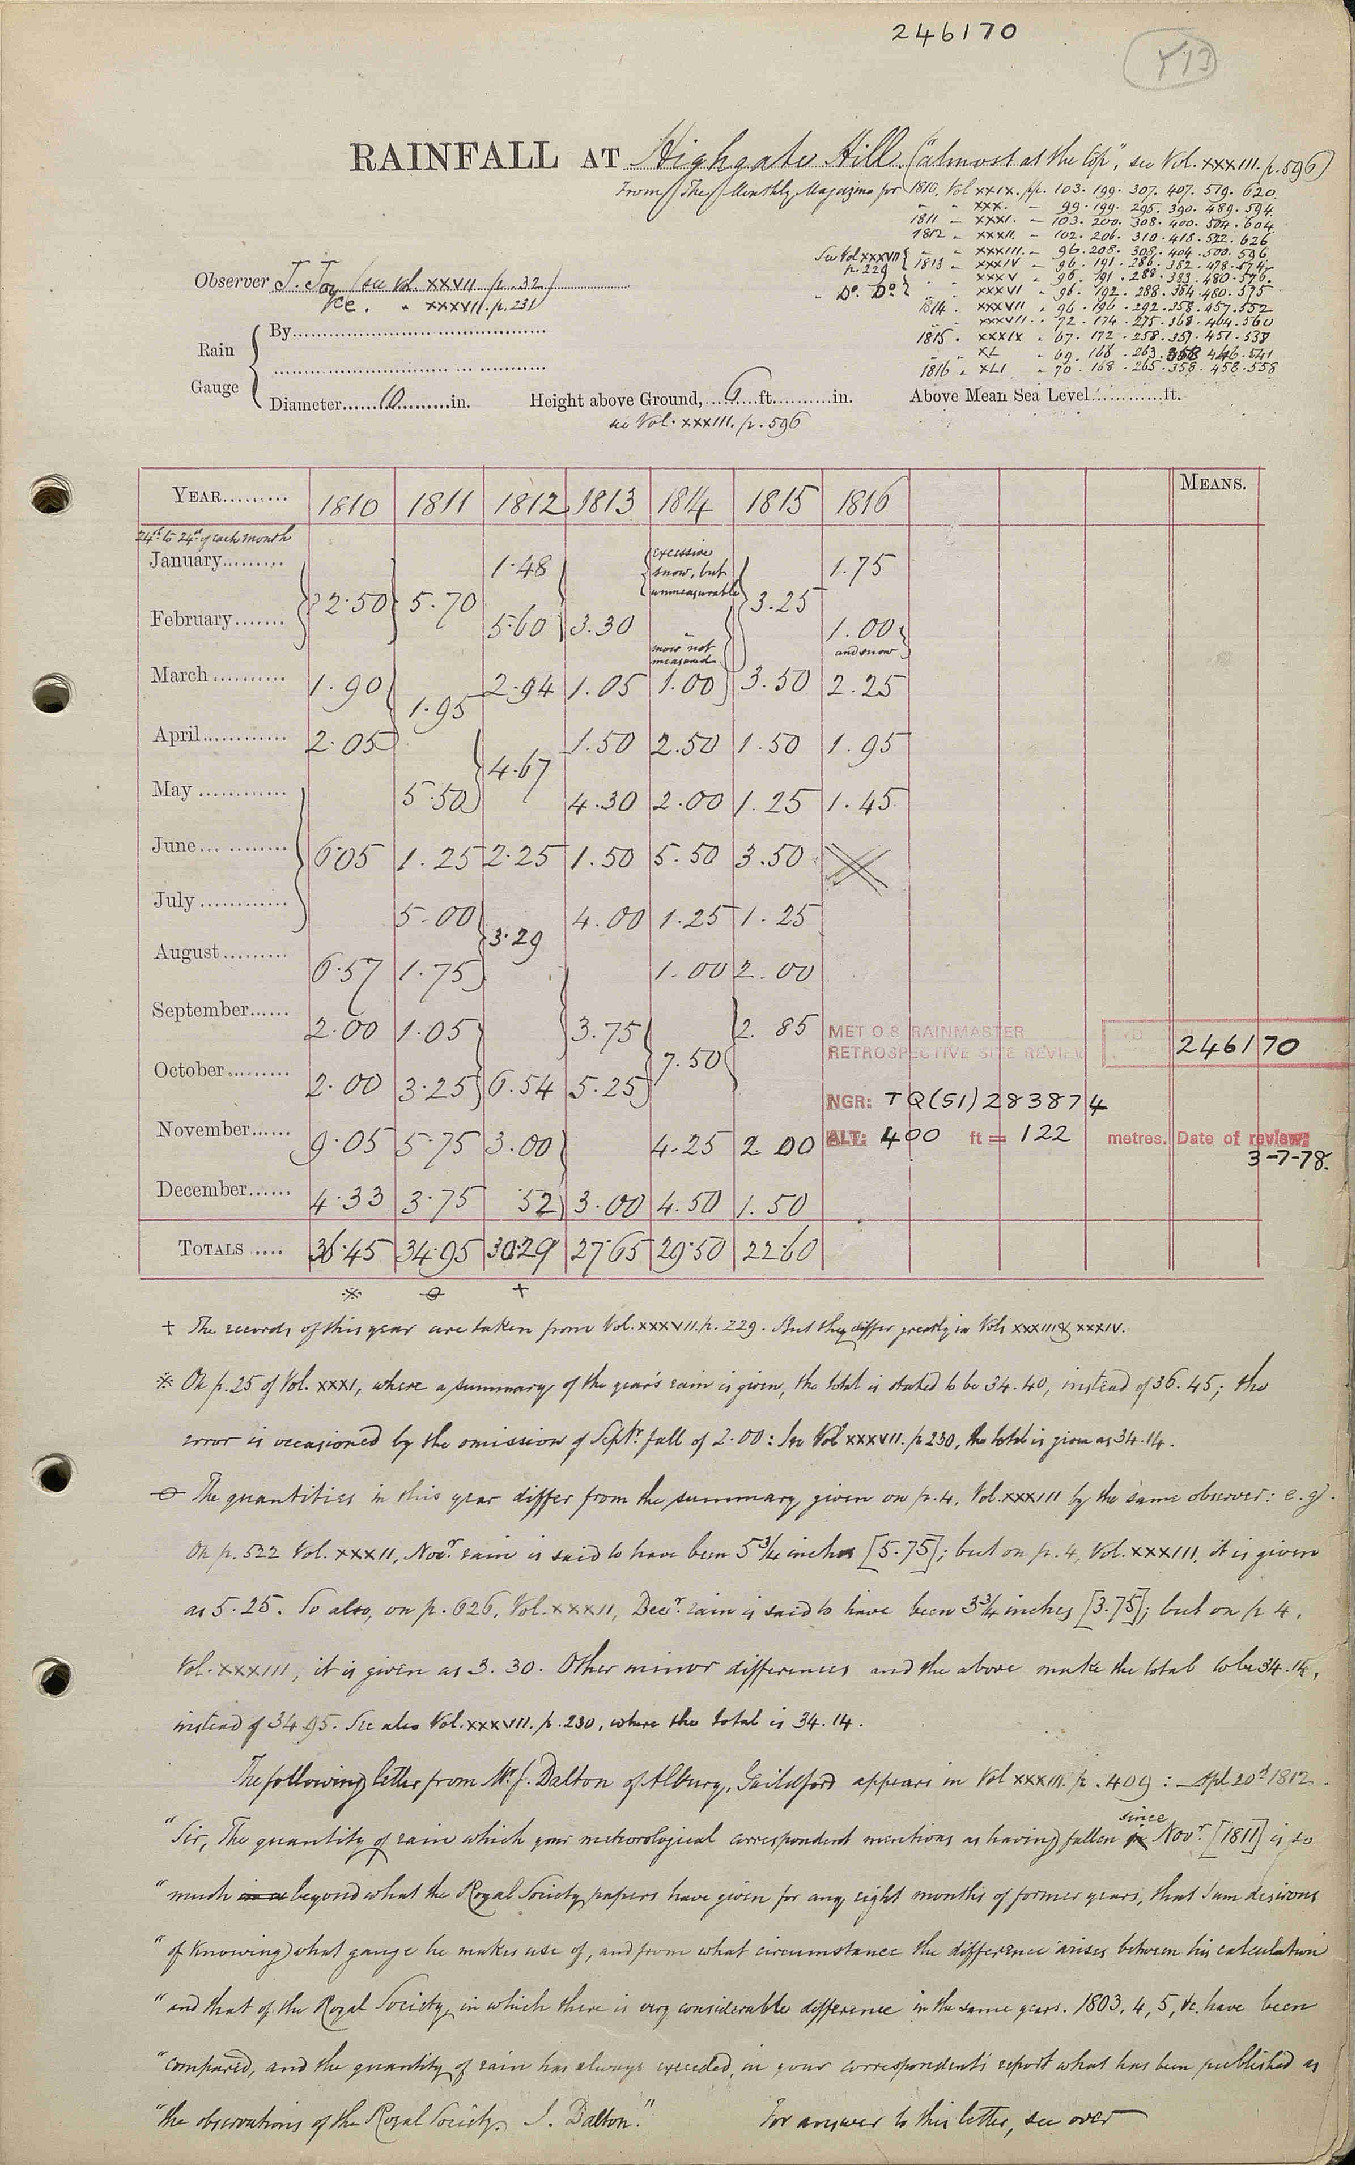 246170
Y13
RAINFALL AT Highgate Hill. ("almost at the top", see Vol. XXXIII. p. 596)
From "The Monthly Magazine for 1810, Vol XXIX. pp. 103. 199. 307. 407. 519. 620.
" - XXX. - 99. 199. 295. 390. 489. 594.
1811 - XXXI. - 103. 200. 308. 400. 504. 604.
1812 - XXXII. - 102. 206. 310. 418. 522. 626
See Vol XXXVII p. 229 { - - XXXIII. - 96. 208. 308. 404. 500. 596
1813 - XXXIV - 96. 191. 286. 382. 478. 574.
- XXXV - 96. 191. 288. 383. 480. 576.
Do. Do. { - XXXVI - 96. 192. 288. 384. 480. 575
1814 . XXXVII . 96. 196. 292. 358. 457. 552
- XXXVIII . 72. 174. 275. 368. 464. 560
1815 . XXXIX . 67. 172. 258. 357. 451. 538
- XL . 69. 168. 263. 358 446. 541
1816 . XLI . 70. 168. 265. 358. 458. 558
Observer J. Joyce. (see Vol XXVII p. 32)
" XXXVII. p. 231
Rain Gauge { By
Diameter 10 in. Height above Ground, 6 ft. in. Above Mean Sea Level ft.
see Vol. XXXIII. p. 596
YEAR 1810 1811 1812 1813 1814 1815 1816 MEANS.
24th to 24th of each month
January 1.48 {excessive snow, but unmeasurable 1.75
February }2.50 }5.70 5.60 }3.30 }3.25 1.00 and snow
March 1.90 1.95 2.94 1.05 snow not measured 1.00 3.50 2.25
April 2.05 4.67 1.50 2.50 1.50 1.95
May 5.50 4.30 2.00 1.25 1.45
June 6.05 1.25 2.25 1.50 5.50 3.50
July 5.00 4.00 1.25 1.25
August 6.57 1.75 3.29 1.00 2.00
September 2.00 1.05 3.75 2.85
October 2.00 3.25 6.54 5.25 7.50
November 9.05 5.75 3.00 4.25 2.00
December 4.33 3.75 .52 3.00 4.50 1.50
TOTALS 36.45 34.95 30.29 27.65 29.50 22.60
MET O.8 RAINMASTER
RETROSPECTIVE SITE REVIEW
246170
NGR: TQ(51)283874
ALT: 400 ft = 122 metres. Date of review:
3-7-78.
† The records of this year are taken from Vol. XXXVII. p. 229. But they differ greatly in Vols XXXIII & XXXIV.
※ On p. 25 of Vol. XXXI, where a summary of the year's rain is given, the total is stated to be 34.40, instead of 36.45; the
error is occasioned by the omission of Septr. fall of 2.00: In Vol XXXVII. p 230, the total is given as 34.14.
⊖ The quantities in this year differ from the summary given on p. 4, Vol. XXXIII by the same observer: e.g.
On p. 522 Vol. XXXII, Novr. rain is said to have been 5 3/4 inches [5.75]; but on p. 4, Vol. XXXIII, it is given
as 5.25. So also, on p. 626, Vol. XXXII, Decr. rain is said to have been 3 3/4 inches [3.75]; but on p 4,
Vol. XXXIII, it is given as 3.30. Other minor differences and the above make the total to be 34.14,
instead of 34.95. See also Vol. XXXVII. p. 230, where the total is 34.14.
The following letter from Mr. J. Dalton of Albury, Guildford appears in Vol XXXIII. p. 409: Apl 20th 1812.
"Sir, The quantity of rain which your meteorological correspondent mentions as having fallen since Novr. [1811] is so
"much beyond what the Royal Society papers have given for any eight months of former years, that I am desirous
"of knowing what gauge he makes use of, and from what circumstance the difference arises between his calculation
"and that of the Royal Society, in which there is very considerable difference in the same years. 1803, 4, 5, &c. have been
"compared, and the quantity of rain has always exceeded, in your correspondent's report what has been published as
"the observations of the Royal Society. J. Dalton." For answer to this letter, see over